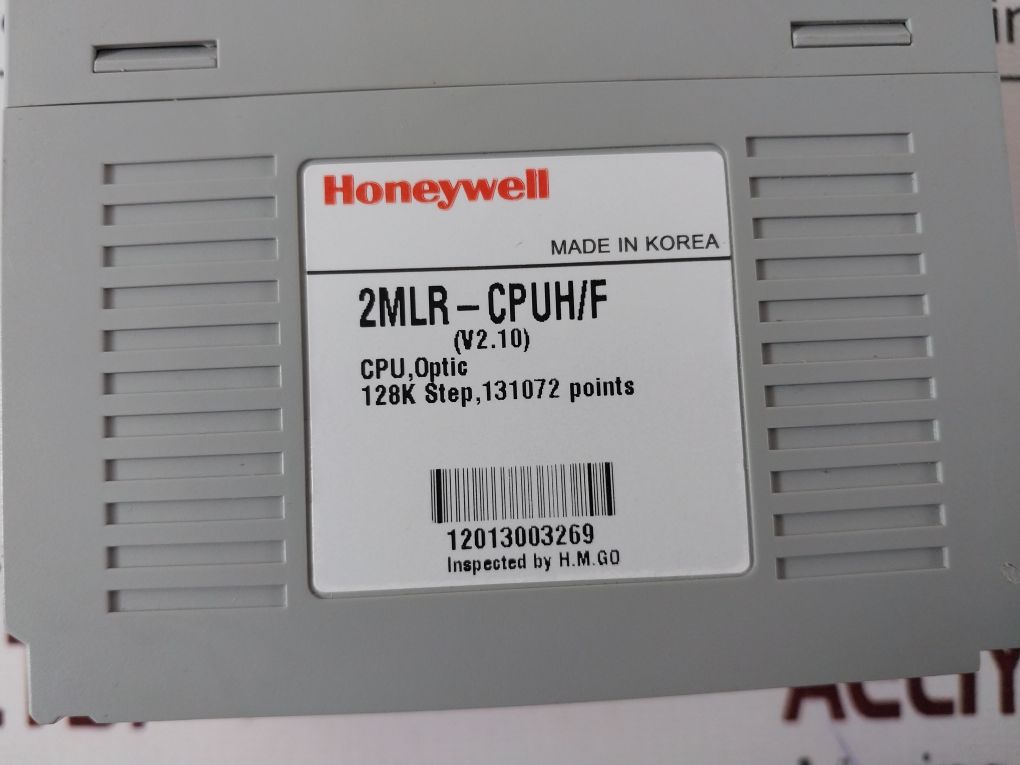 Honeywell
MADE IN KOREA
2MLR-CPUH/F
(V2.10)
CPU,Optic
128K Step,131072 points
12013003269
Inspected by H.M.GO